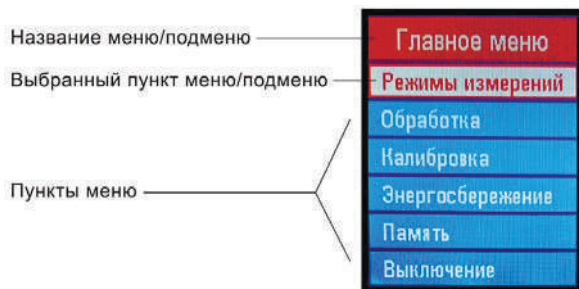 Название меню/подменю
Главное меню
Выбранный пункт меню/подменю
Режимы измерений
Обработка
Калибровка
Пункты меню
Энергосбережение
Память
Выключение